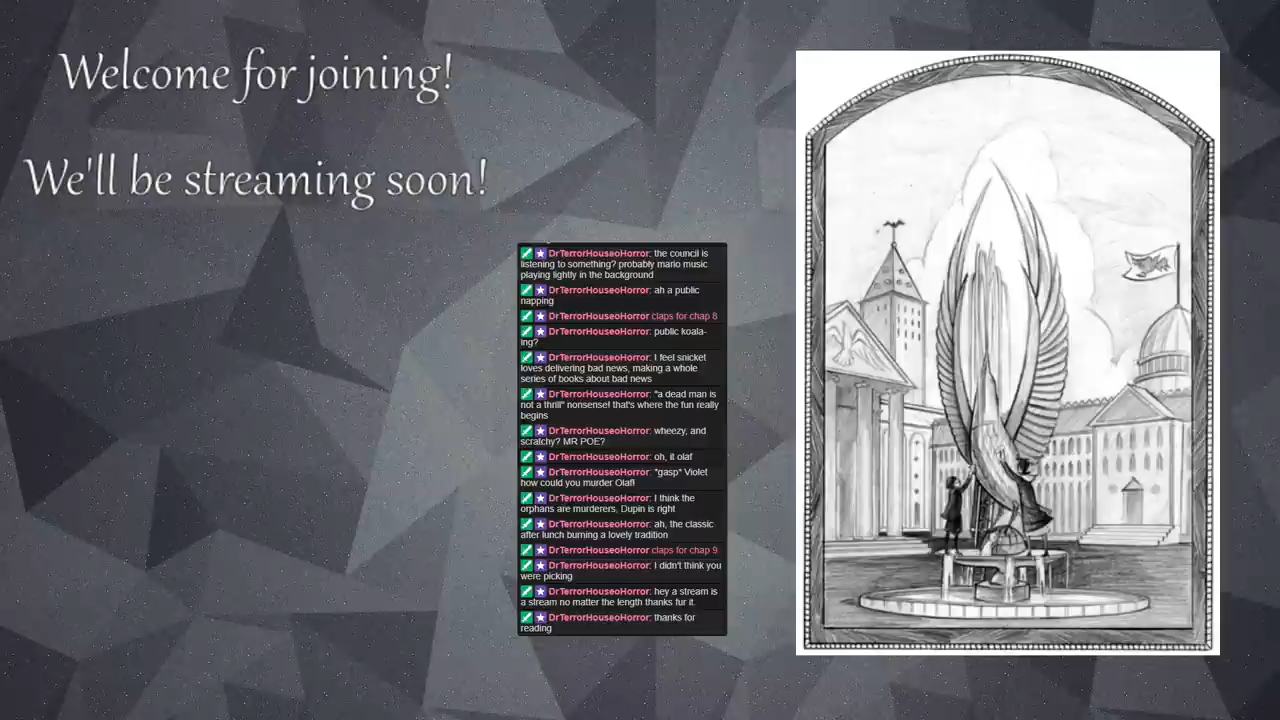 Welcome for joining!
We'll be streaming soon!
DrTerrorHouseoHorror: the council is
listening to something? probably mario music
playing lightly in the background
DrTerrorHouseoHorror: ah a public
napping
DrTerrorHouseoHorror claps for chap 8
DrTerrorHouseoHorror: public koala-
ing?
DrTerrorHouseoHorror: I feel snicket
loves delivering bad news, making a whole
series of books about bad news
DrTerrorHouseoHorror: "a dead man is
not a thrill" nonsense! that's where the fun really
begins
DrTerrorHouseoHorror: wheezy, and
scratchy? MR POE?
DrTerrorHouseoHorror: oh, it olaf
DrTerrorHouseoHorror: *gasp* Violet
how could you murder Olaf!
DrTerrorHouseoHorror: I think the
orphans are murderers, Dupin is right
DrTerrorHouseoHorror: ah, the classic
after lunch burning a lovely tradition
DrTerrorHouseoHorror claps for chap 9
DrTerrorHouseoHorror: I didn't think you
were picking
DrTerrorHouseoHorror: hey a stream is
a stream no matter the length thanks fur it
DrTerrorHouseoHorror: thanks for
reading